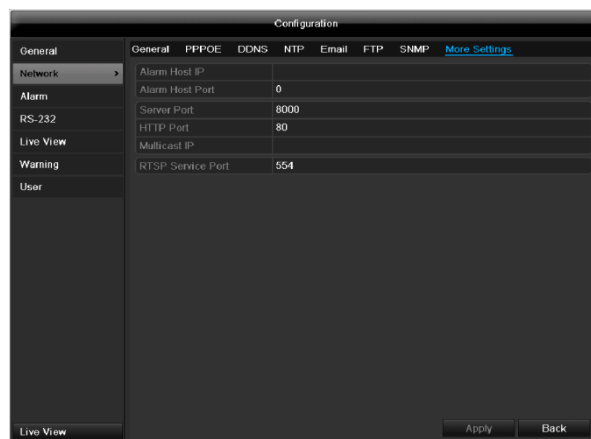 Configuration
General
Network >
Alarm
RS-232
Live View
Warning
User
Live View
General PPPOE DDNS NTP Email FTP SNMP More Settings
Alarm Host IP
Alarm Host Port 0
Server Port 8000
HTTP Port 80
Multicast IP
RTSP Service Port 554
Apply Back